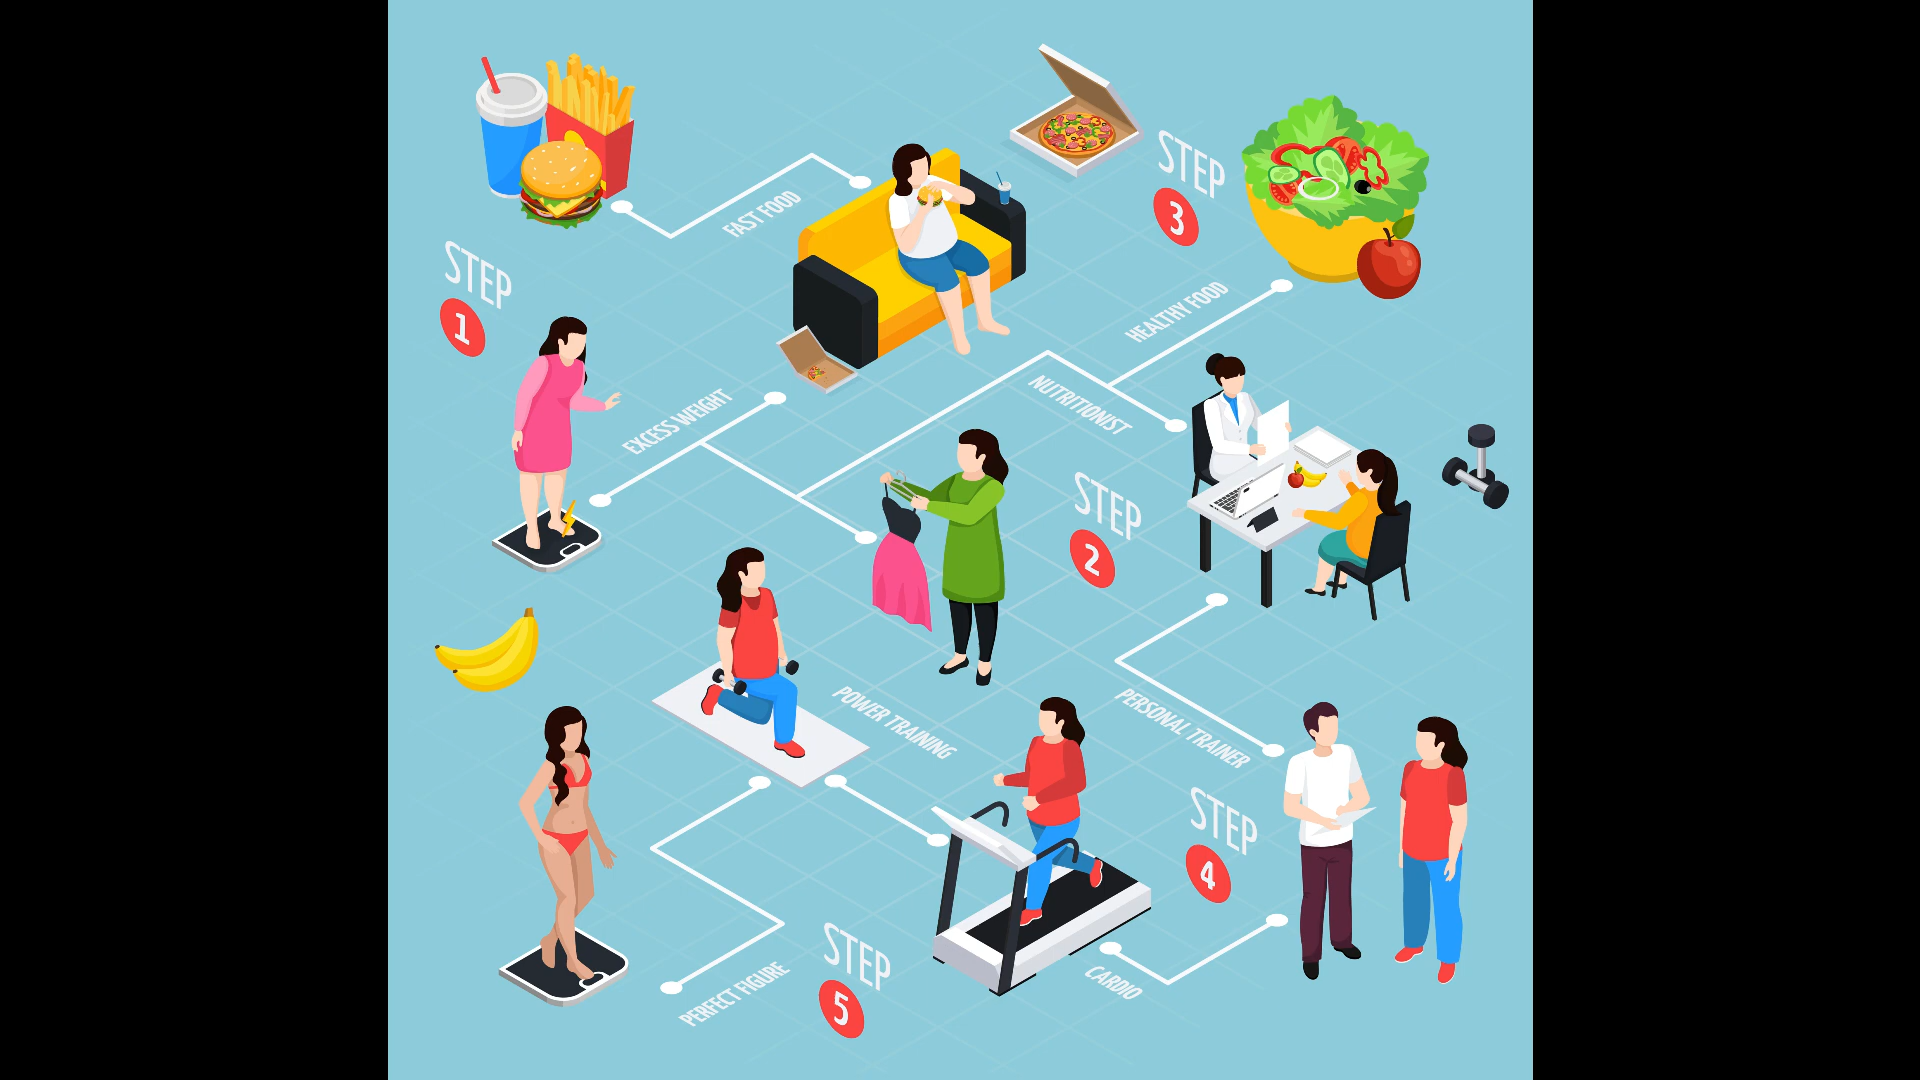 FAST FOOD
STEP
3
STEP
1
HEALTHY FOOD
EXCESS WEIGHT
NUTRITIONIST
STEP
2
POWER TRAINING
PERSONAL TRAINER
STEP
4
STEP
5
PERFECT FIGURE
CARDIO